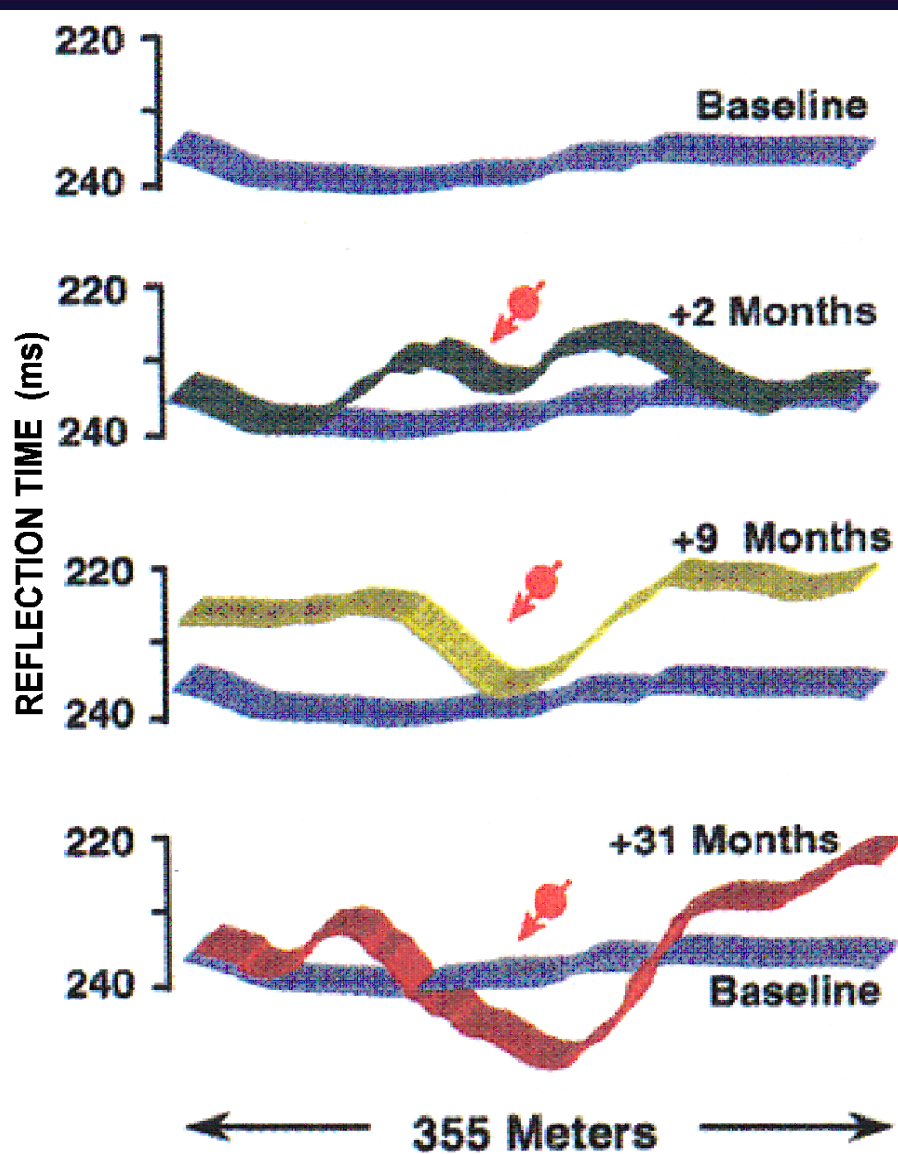 220
Baseline
240
220
+2 Months
240
REFLECTION TIME (ms)
+9 Months
220
240
220
+31 Months
240
Baseline
355 Meters